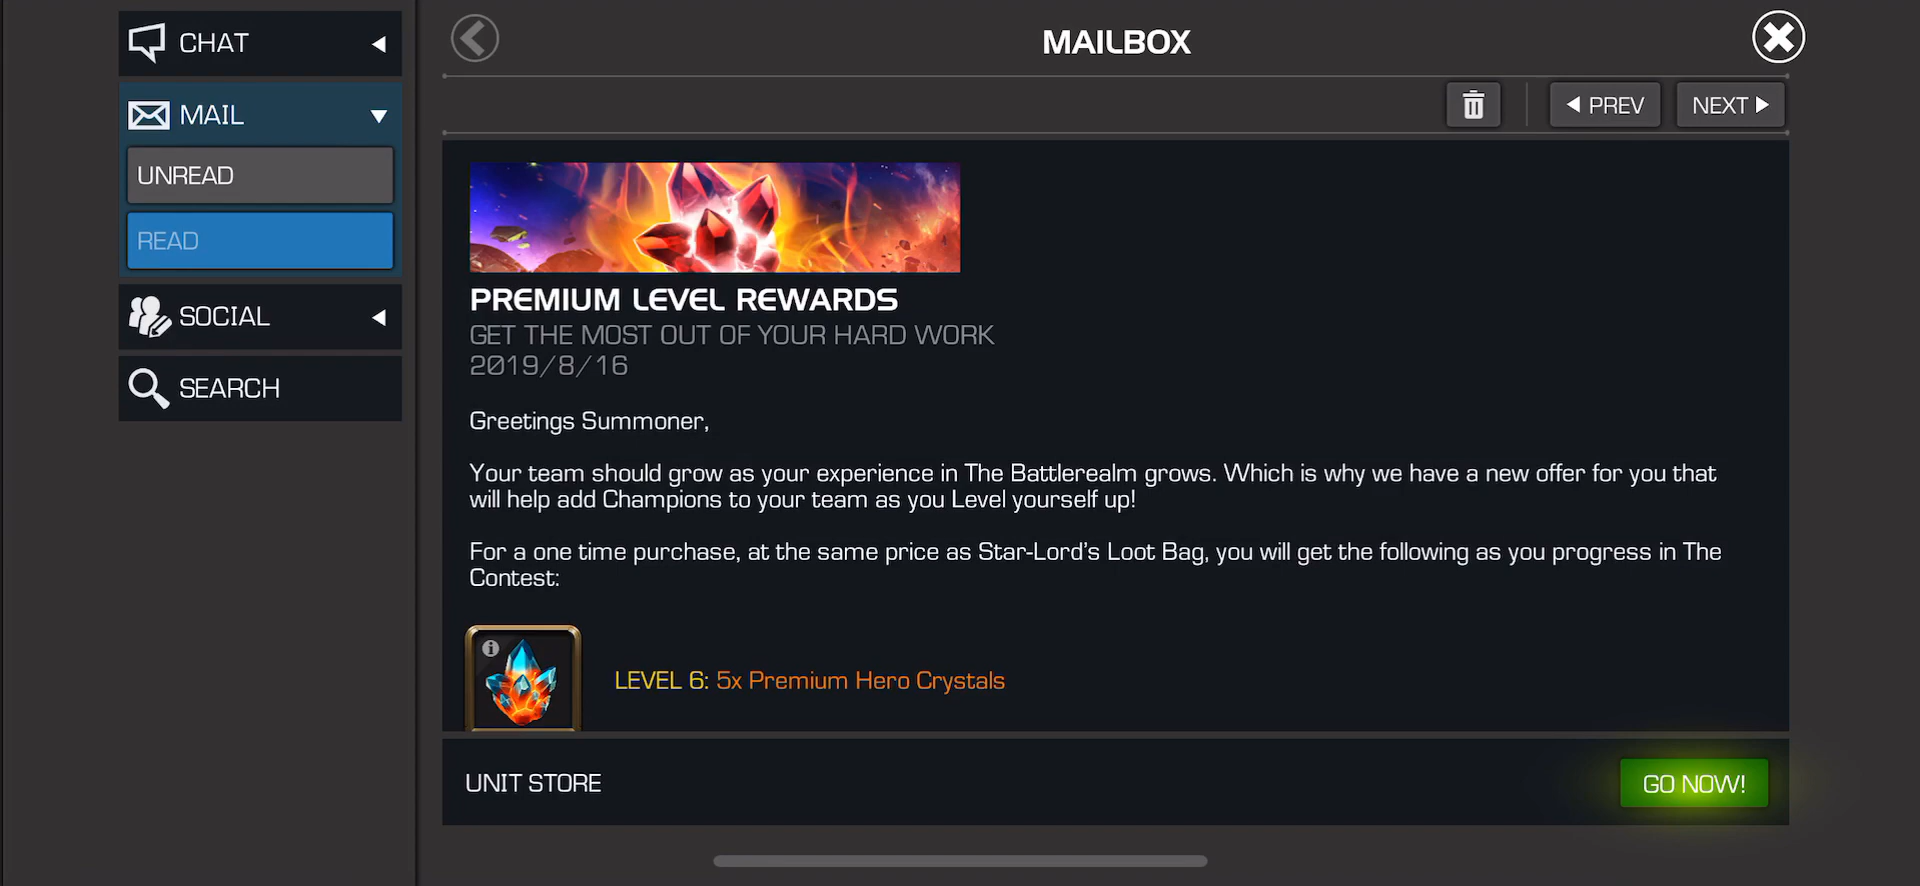 CHAT
MAIL
UNREAD
READ
SOCIAL
SEARCH
MAILBOX
PREV
NEXT
PREMIUM LEVEL REWARDS
GET THE MOST OUT OF YOUR HARD WORK
2019/8/16
Greetings Summoner,
Your team should grow as your experience in The Battlerealm grows. Which is why we have a new offer for you that
will help add Champions to your team as you Level yourself up!
For a one time purchase, at the same price as Star-Lord's Loot Bag, you will get the following as you progress in The
Contest:
LEVEL 6: 5x Premium Hero Crystals
UNIT STORE
GO NOW!